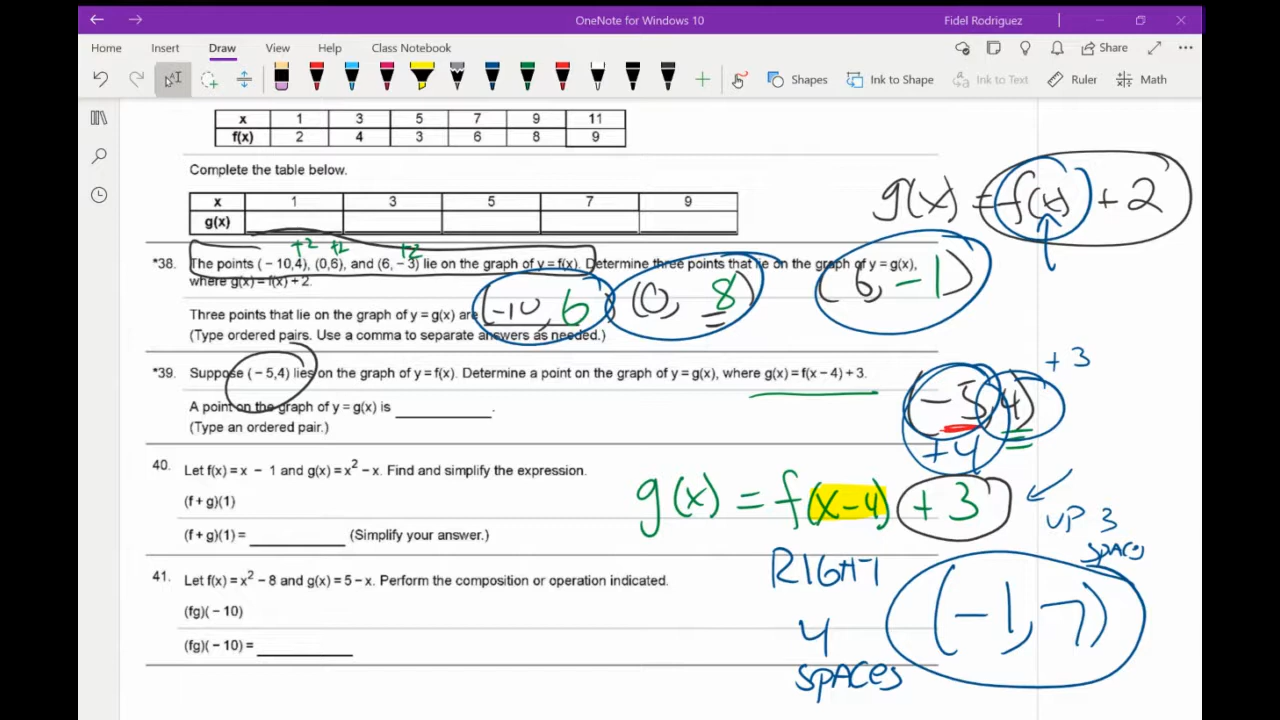 OneNote for Windows 10
Fidel Rodriguez
Home Insert Draw View Help Class Notebook Share
Shapes Ink to Shape Ink to Text Ruler Math
x 1 3 5 7 9 11
f(x) 2 4 3 6 8 9
Complete the table below.
x 1 3 5 7 9
g(x)
g(x) = f(x) + 2
+2 +2 +2
*38. The points (− 10,4), (0,6), and (6, − 3) lie on the graph of y = f(x). Determine three points that lie on the graph of y = g(x),
where g(x) = f(x) + 2.
(-10, 6) (0, 8) (6, -1)
Three points that lie on the graph of y = g(x) are
(Type ordered pairs. Use a comma to separate answers as needed.)
+ 3
*39. Suppose (− 5,4) lies on the graph of y = f(x). Determine a point on the graph of y = g(x), where g(x) = f(x − 4) + 3.
(-5, 4)
A point on the graph of y = g(x) is ____________.
(Type an ordered pair.)
+4
40. Let f(x) = x − 1 and g(x) = x² − x. Find and simplify the expression.
(f + g)(1)
g(x) = f(x-4) + 3
UP 3
SPACES
(f + g)(1) = ____________ (Simplify your answer.)
41. Let f(x) = x² − 8 and g(x) = 5 − x. Perform the composition or operation indicated.
RIGHT
(fg)(− 10)
(-1, 7)
4
(fg)(− 10) = ____________
SPACES